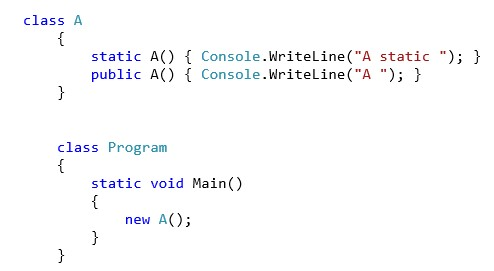 class A
{
static A() { Console.WriteLine("A static "); }
public A() { Console.WriteLine("A "); }
}
class Program
{
static void Main()
{
new A();
}
}